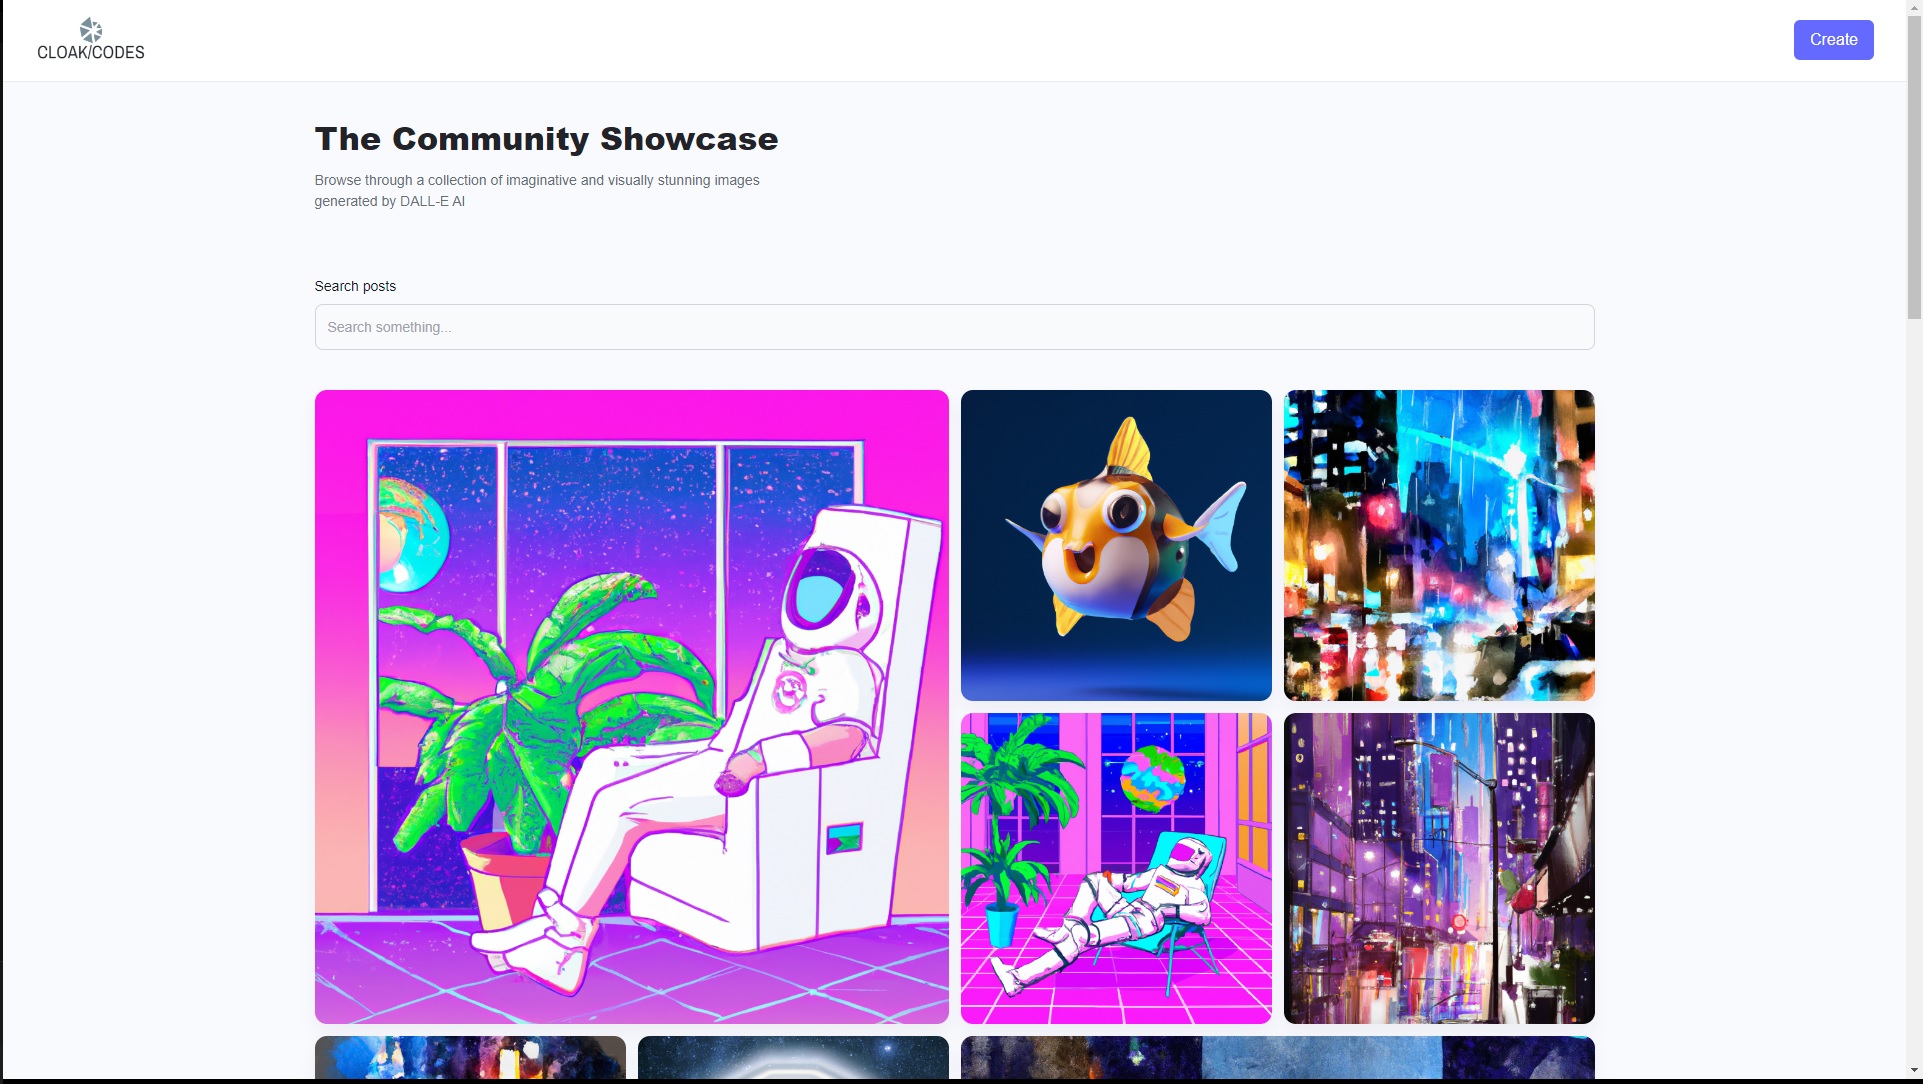 CLOAK/CODES
Create
The Community Showcase
Browse through a collection of imaginative and visually stunning images
generated by DALL-E AI
Search posts
Search something...